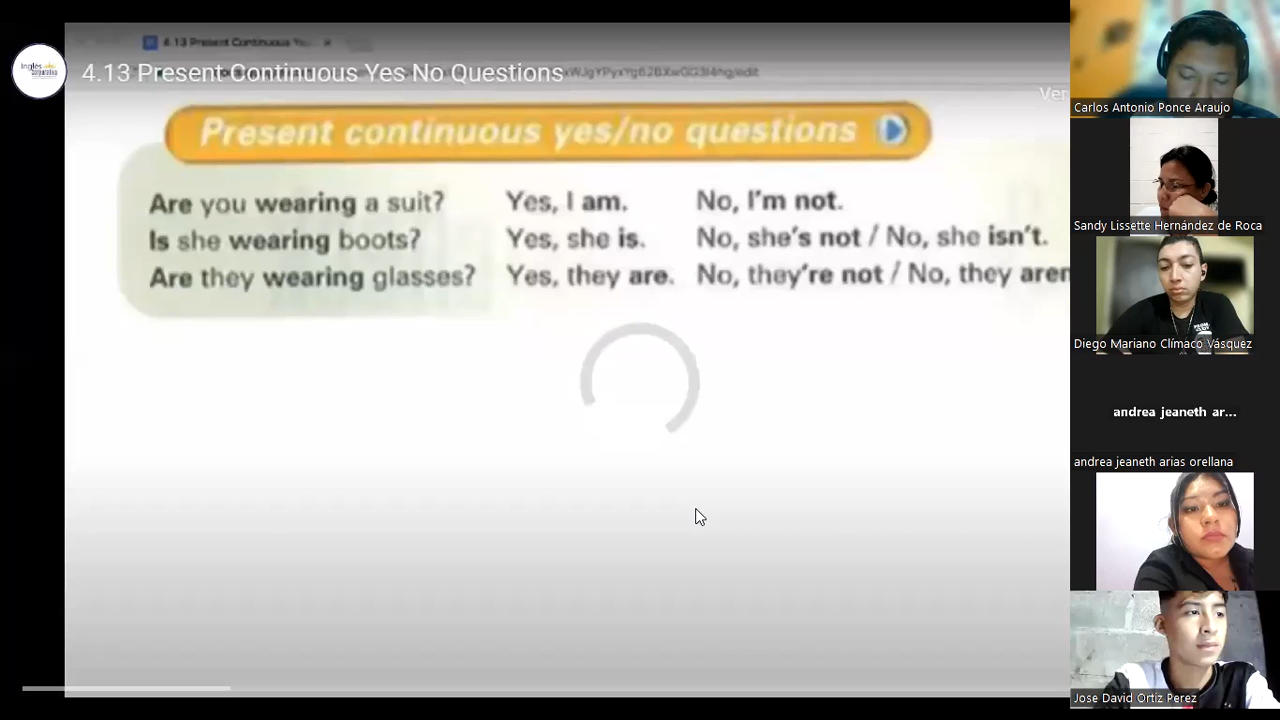 4.13 Present Continuous Yes No Questions
Present continuous yes/no questions
Are you wearing a suit? Yes, I am. No, I'm not.
Is she wearing boots? Yes, she is. No, she's not / No, she isn't.
Are they wearing glasses? Yes, they are. No, they're not / No, they aren
Carlos Antonio Ponce Araujo
Sandy Lissette Hernández de Roca
Diego Mariano Clímaco Vásquez
andrea jeaneth ar...
andrea jeaneth arias orellana
Jose David Ortiz Perez